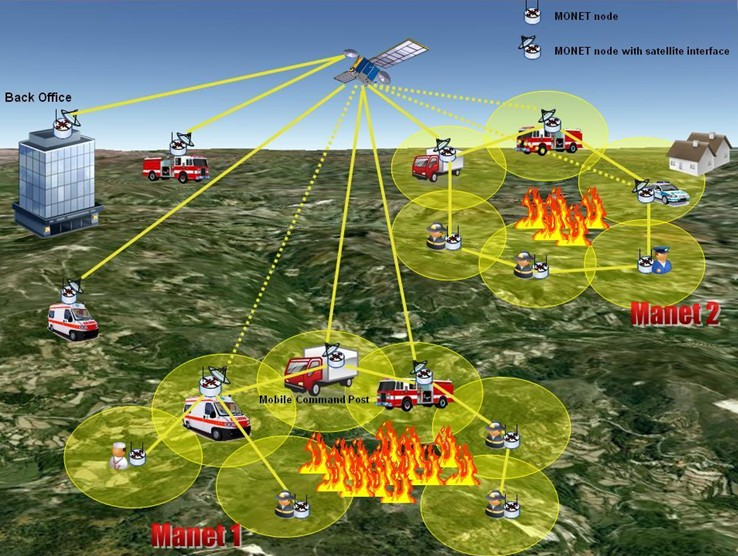 MONET node
MONET node with satellite interface
Back Office
Manet 2
Mobile Command Post
Manet 1